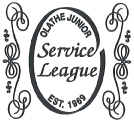 OLATHE JUNIOR
Service
League
EST. 1969